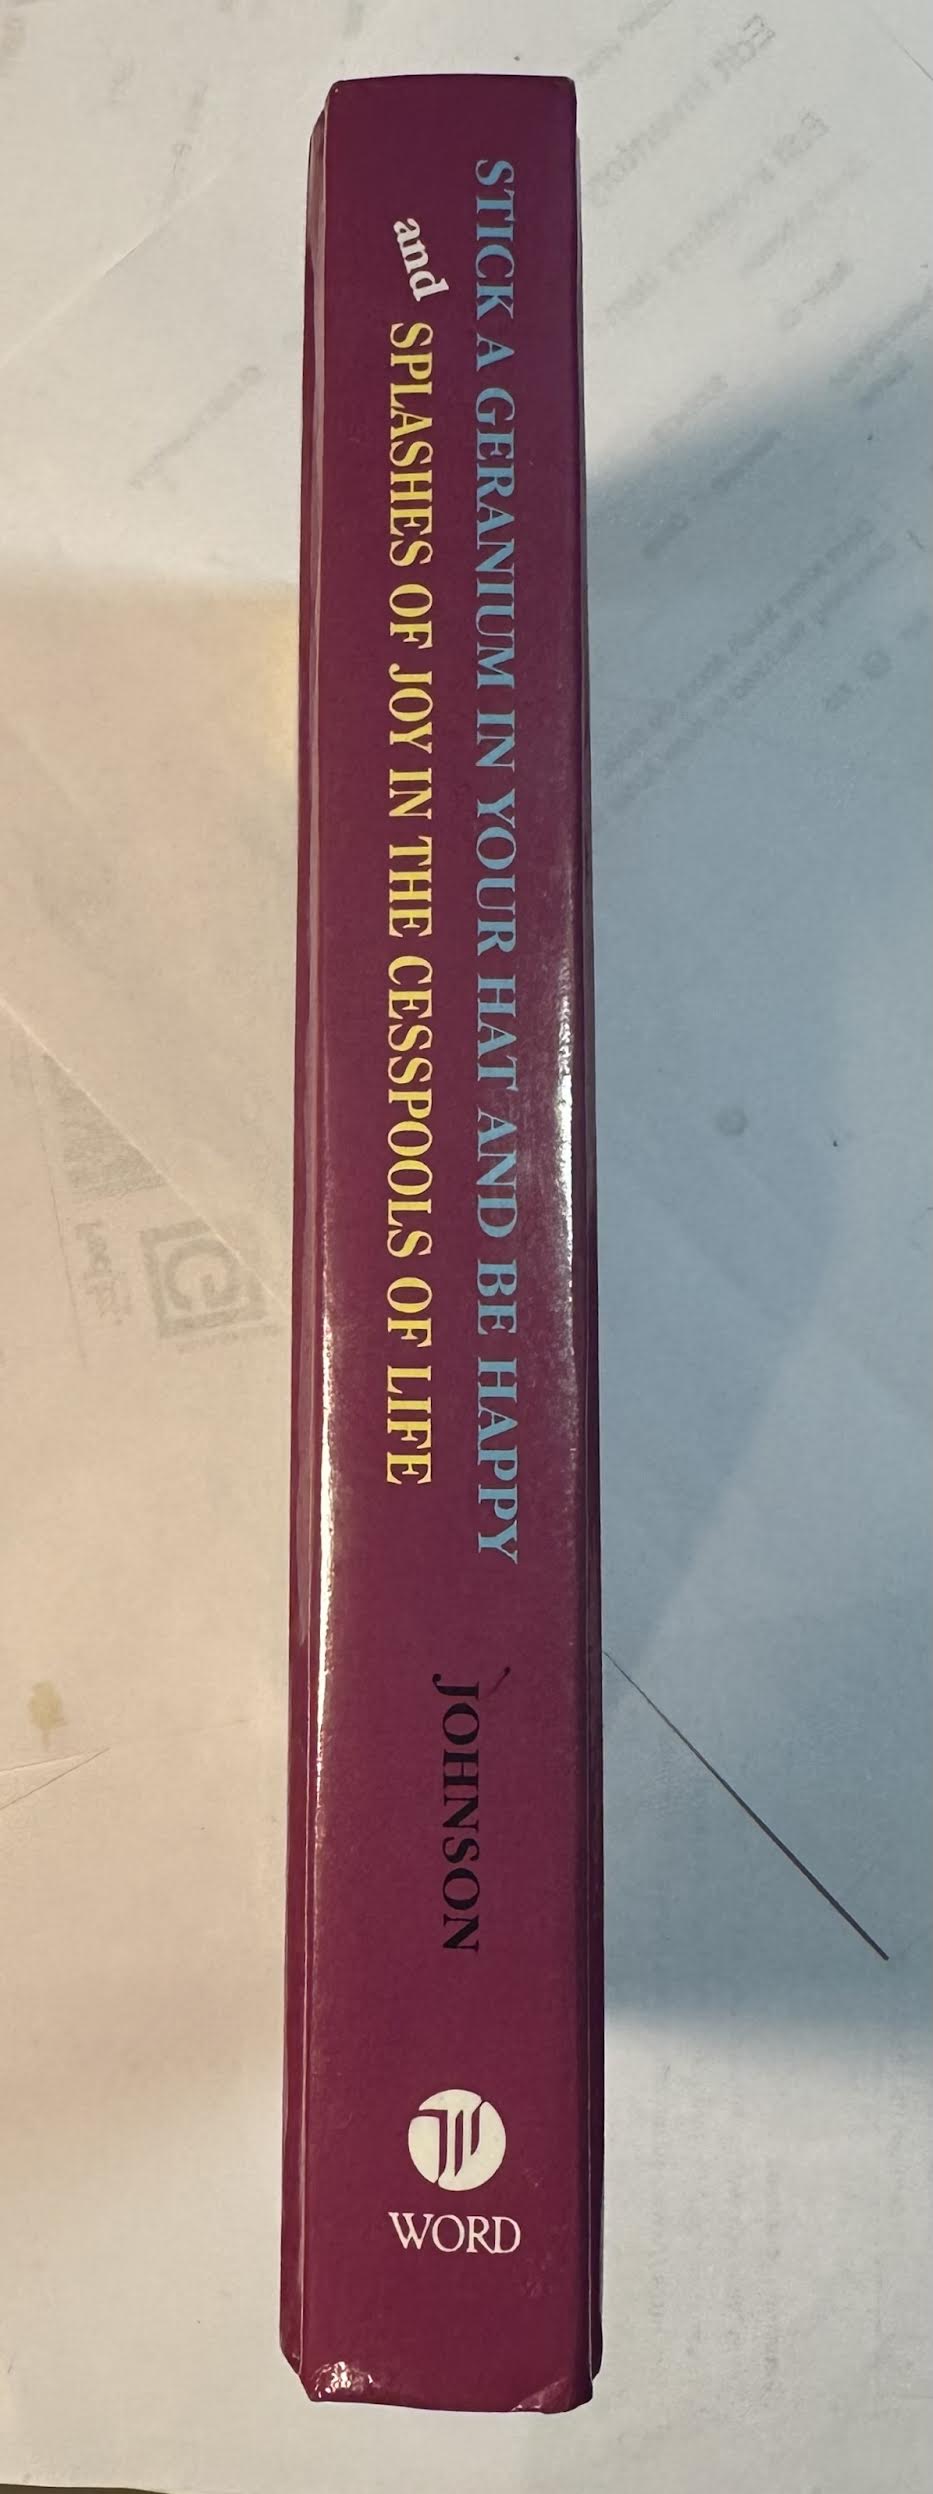 STICK A GERANIUM IN YOUR HAT AND BE HAPPY
and SPLASHES OF JOY IN THE CESSPOOLS OF LIFE
JOHNSON
WORD